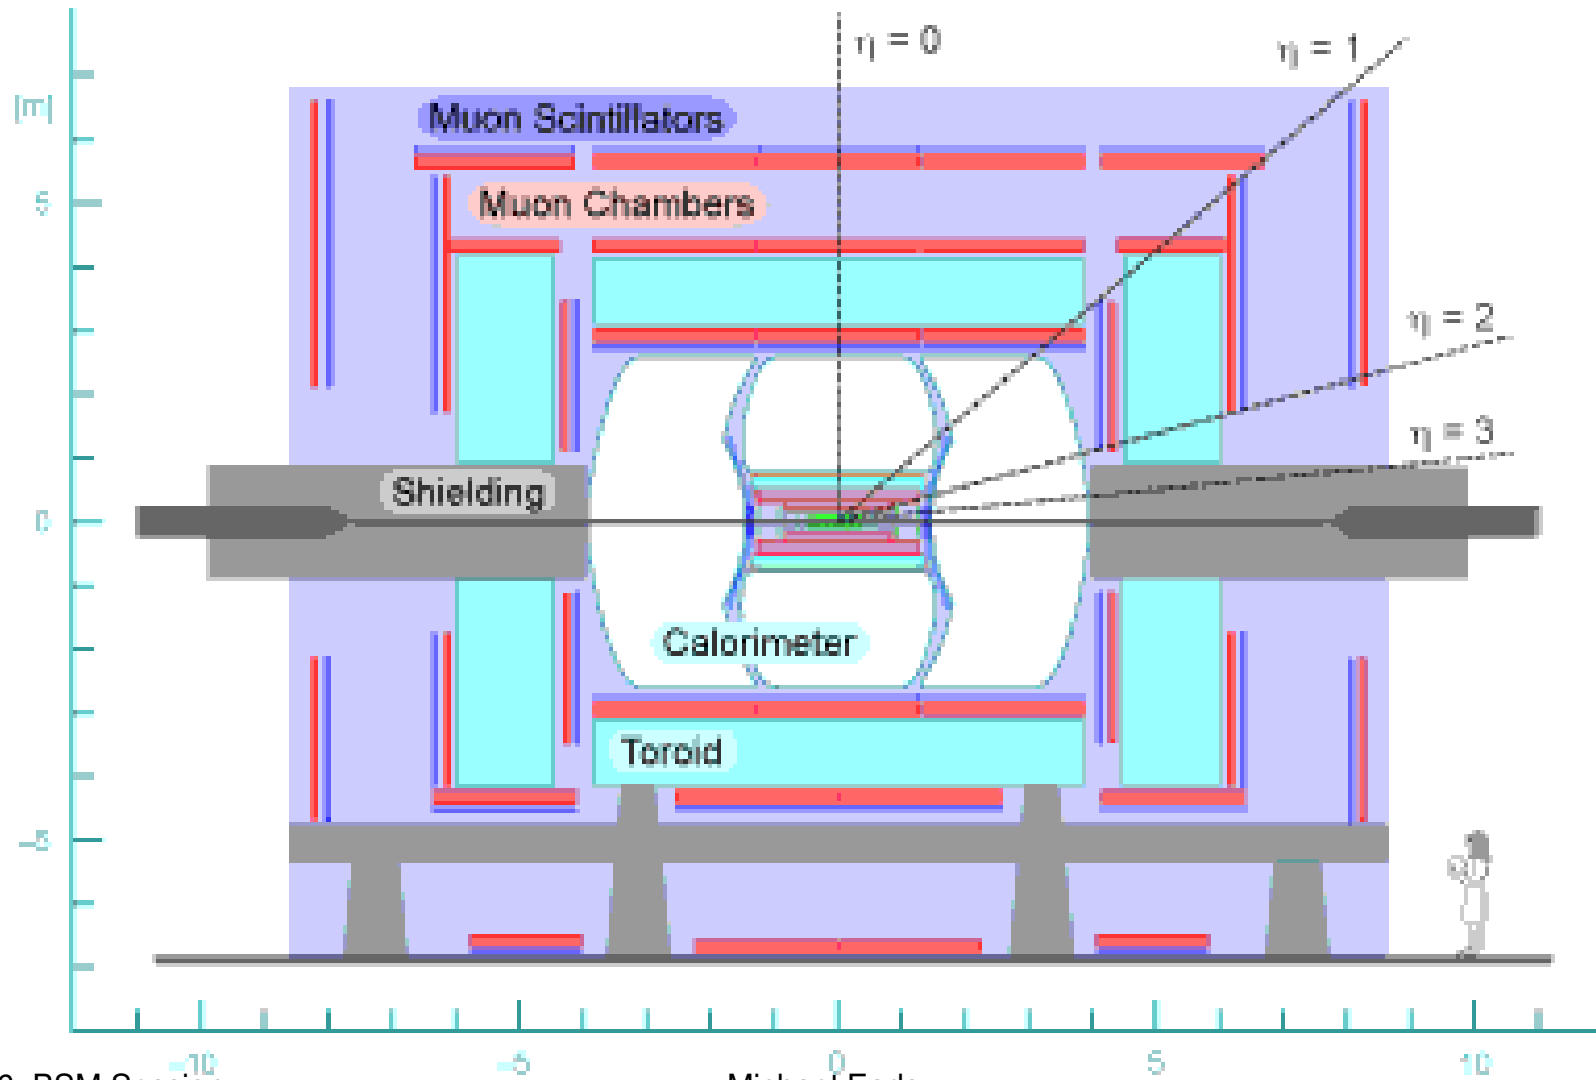 η = 0
η = 1
[m]
Muon Scintillators
Muon Chambers
5
η = 2
η = 3
Shielding
0
Calorimeter
Toroid
-5
-10 -5 0 5 10